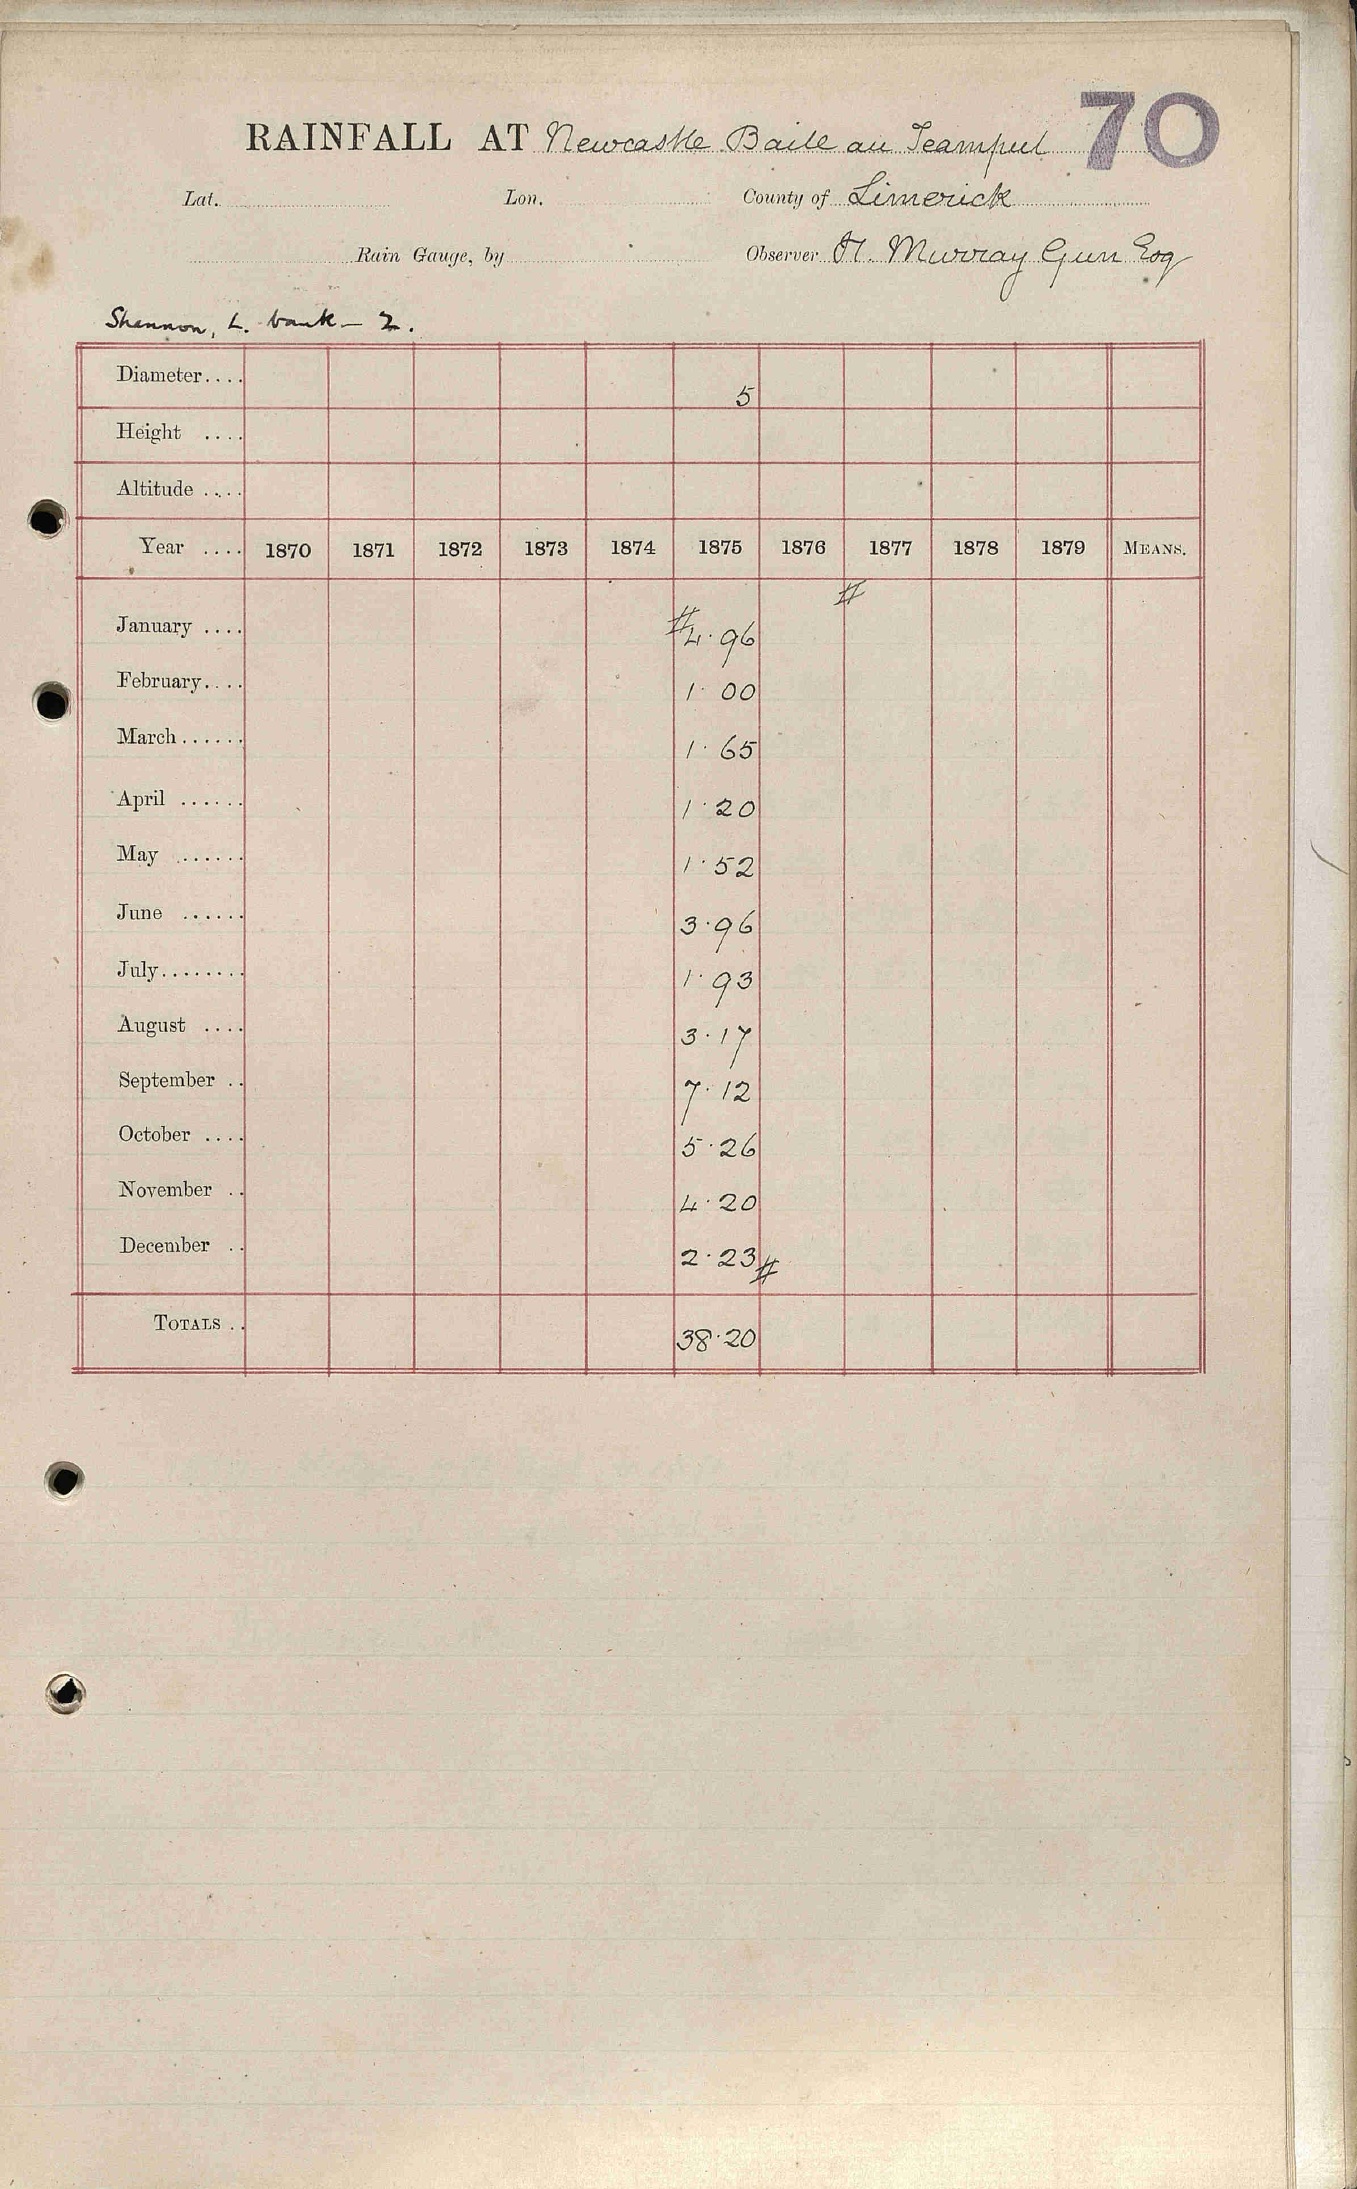 70
RAINFALL AT Newcastle Baile an Teampul
Lat. Lon. County of Limerick
Rain Gauge, by Observer H. Murray Gun Esq
Shannon, L. bank — 2.
Diameter.... 5
Height ....
Altitude ....
Year .... 1870 1871 1872 1873 1874 1875 1876 1877 1878 1879 MEANS.
#
January .... # 4.96
February.... 1.00
March...... 1.65
April ...... 1.20
May ...... 1.52
June ...... 3.96
July........ 1.93
August .... 3.17
September .. 7.12
October .... 5.26
November .. 4.20
December .. 2.23 #
TOTALS .. 38.20